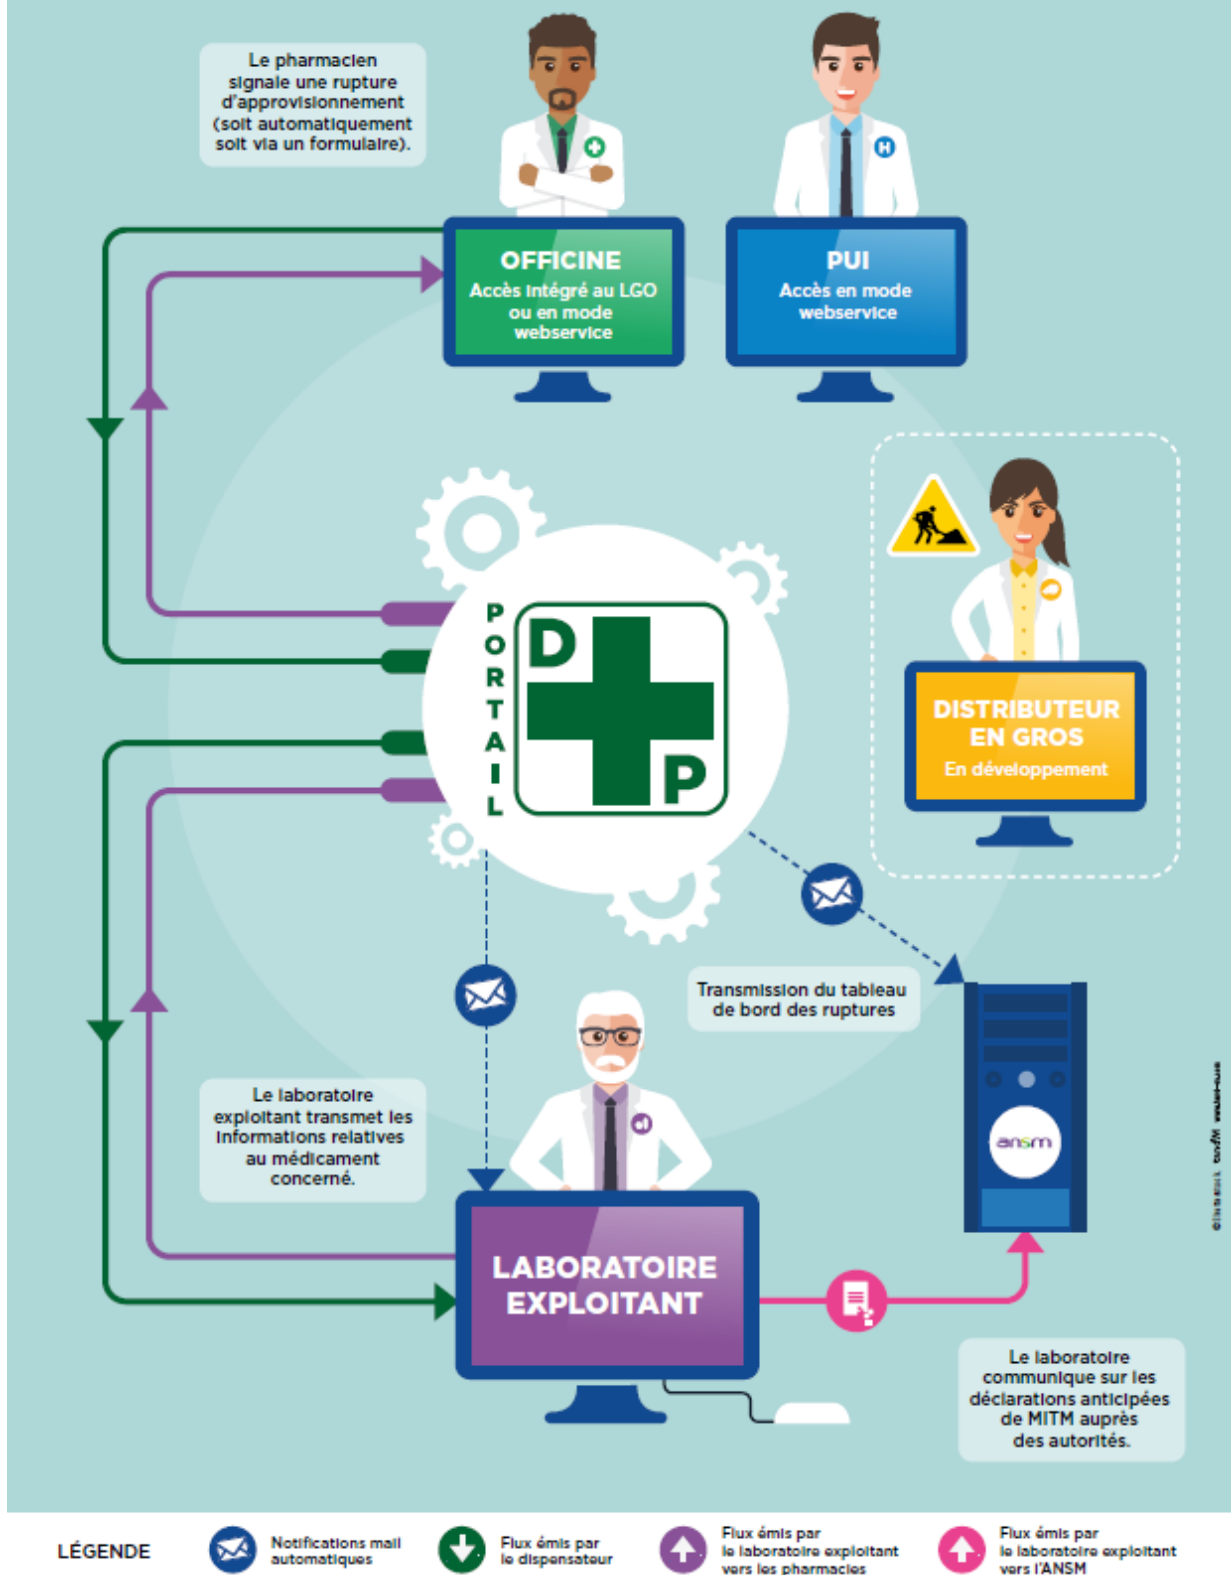 Le pharmacien
signale une rupture
d'approvisionnement
(soit automatiquement
soit via un formulaire).
OFFICINE
Accès intégré au LGO
ou en mode
webservice
PUI
Accès en mode
webservice
H
PORTAIL
D
P
DISTRIBUTEUR
EN GROS
En développement
Transmission du tableau
de bord des ruptures
ansm
Le laboratoire
exploitant transmet les
informations relatives
au médicament
concerné.
LABORATOIRE
EXPLOITANT
Le laboratoire
communique sur les
déclarations anticipées
de MITM auprès
des autorités.
LÉGENDE
Notifications mail
automatiques
Flux émis par
le dispensateur
Flux émis par
le laboratoire exploitant
vers les pharmacies
Flux émis par
le laboratoire exploitant
vers l'ANSM